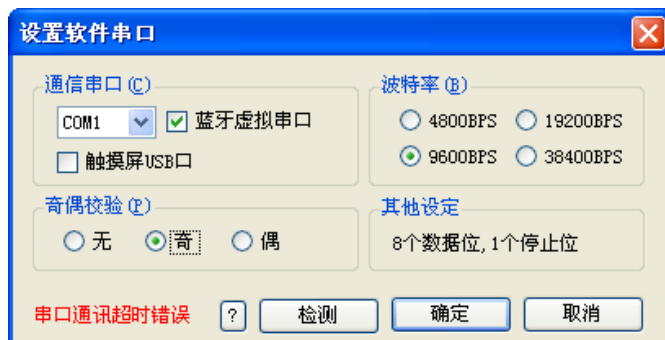 设置软件串口
通信串口(C)
COM1 蓝牙虚拟串口
触摸屏USB口
波特率(B)
4800BPS 19200BPS
9600BPS 38400BPS
奇偶校验(P)
无 奇 偶
其他设定
8个数据位,1个停止位
串口通讯超时错误 ? 检测 确定 取消